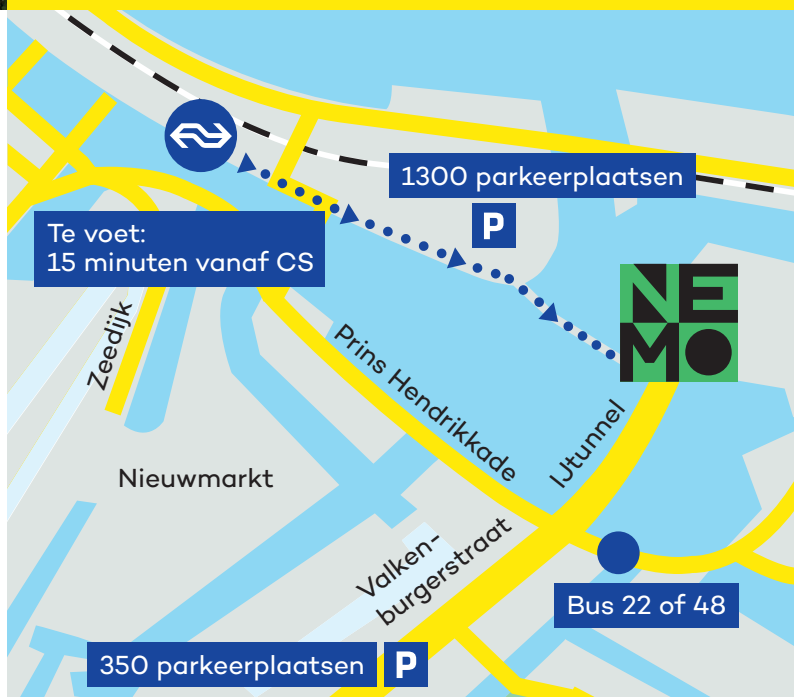 1300 parkeerplaatsen
P
Te voet:
15 minuten vanaf CS
NE
MO
Zeedijk
Prins Hendrikkade
IJtunnel
Nieuwmarkt
Valken-
burgerstraat
Bus 22 of 48
350 parkeerplaatsen P